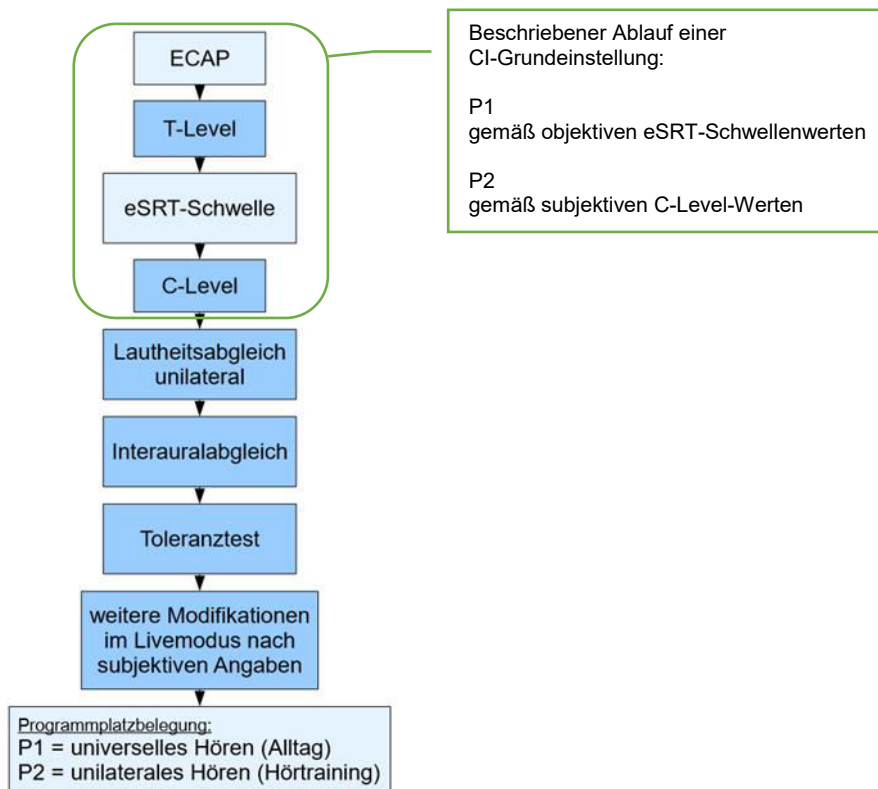 ECAP
T-Level
eSRT-Schwelle
C-Level
Lautheitsabgleich
unilateral
Interauralabgleich
Toleranztest
weitere Modifikationen
im Livemodus nach
subjektiven Angaben
Programmplatzbelegung:
P1 = universelles Hören (Alltag)
P2 = unilaterales Hören (Hörtraining)
Beschriebener Ablauf einer
CI-Grundeinstellung:
P1
gemäß objektiven eSRT-Schwellenwerten
P2
gemäß subjektiven C-Level-Werten